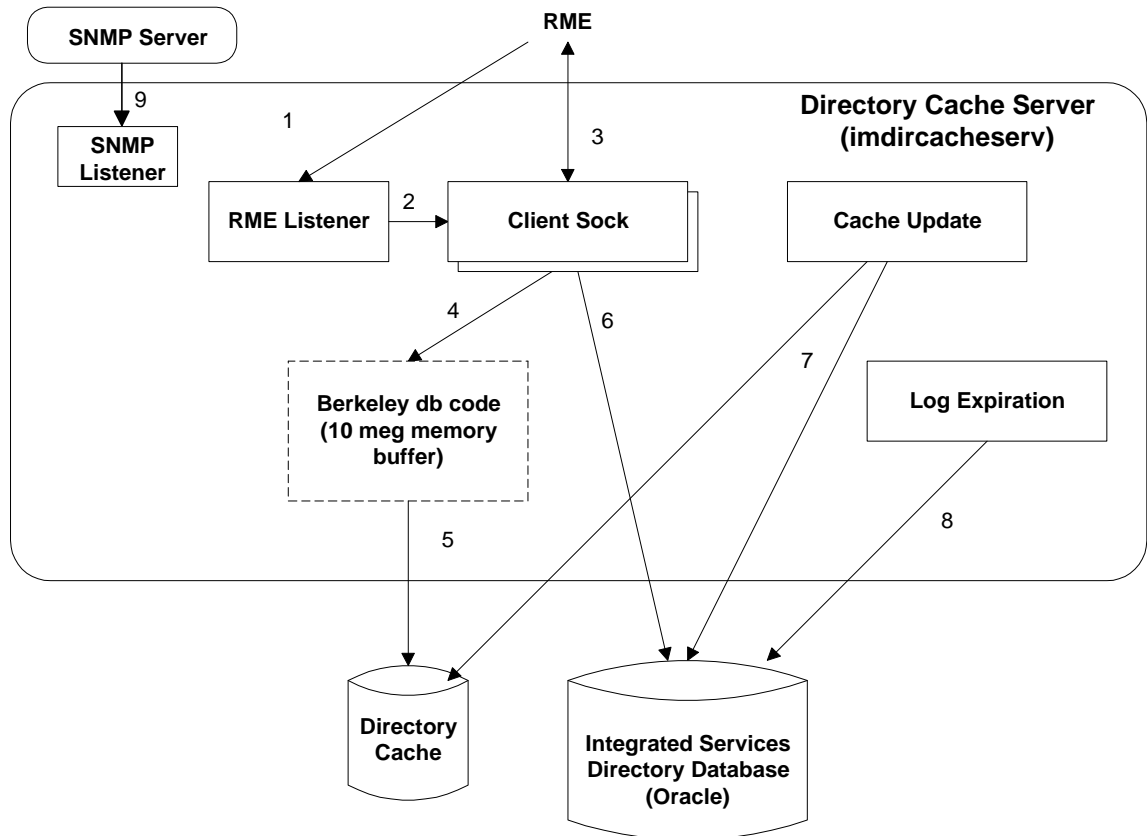 RME
SNMP Server
9
Directory Cache Server
(imdircacheserv)
1
3
SNMP
Listener
2
RME Listener
Client Sock
Cache Update
4
6
7
Berkeley db code
(10 meg memory
buffer)
Log Expiration
8
5
Directory
Cache
Integrated Services
Directory Database
(Oracle)